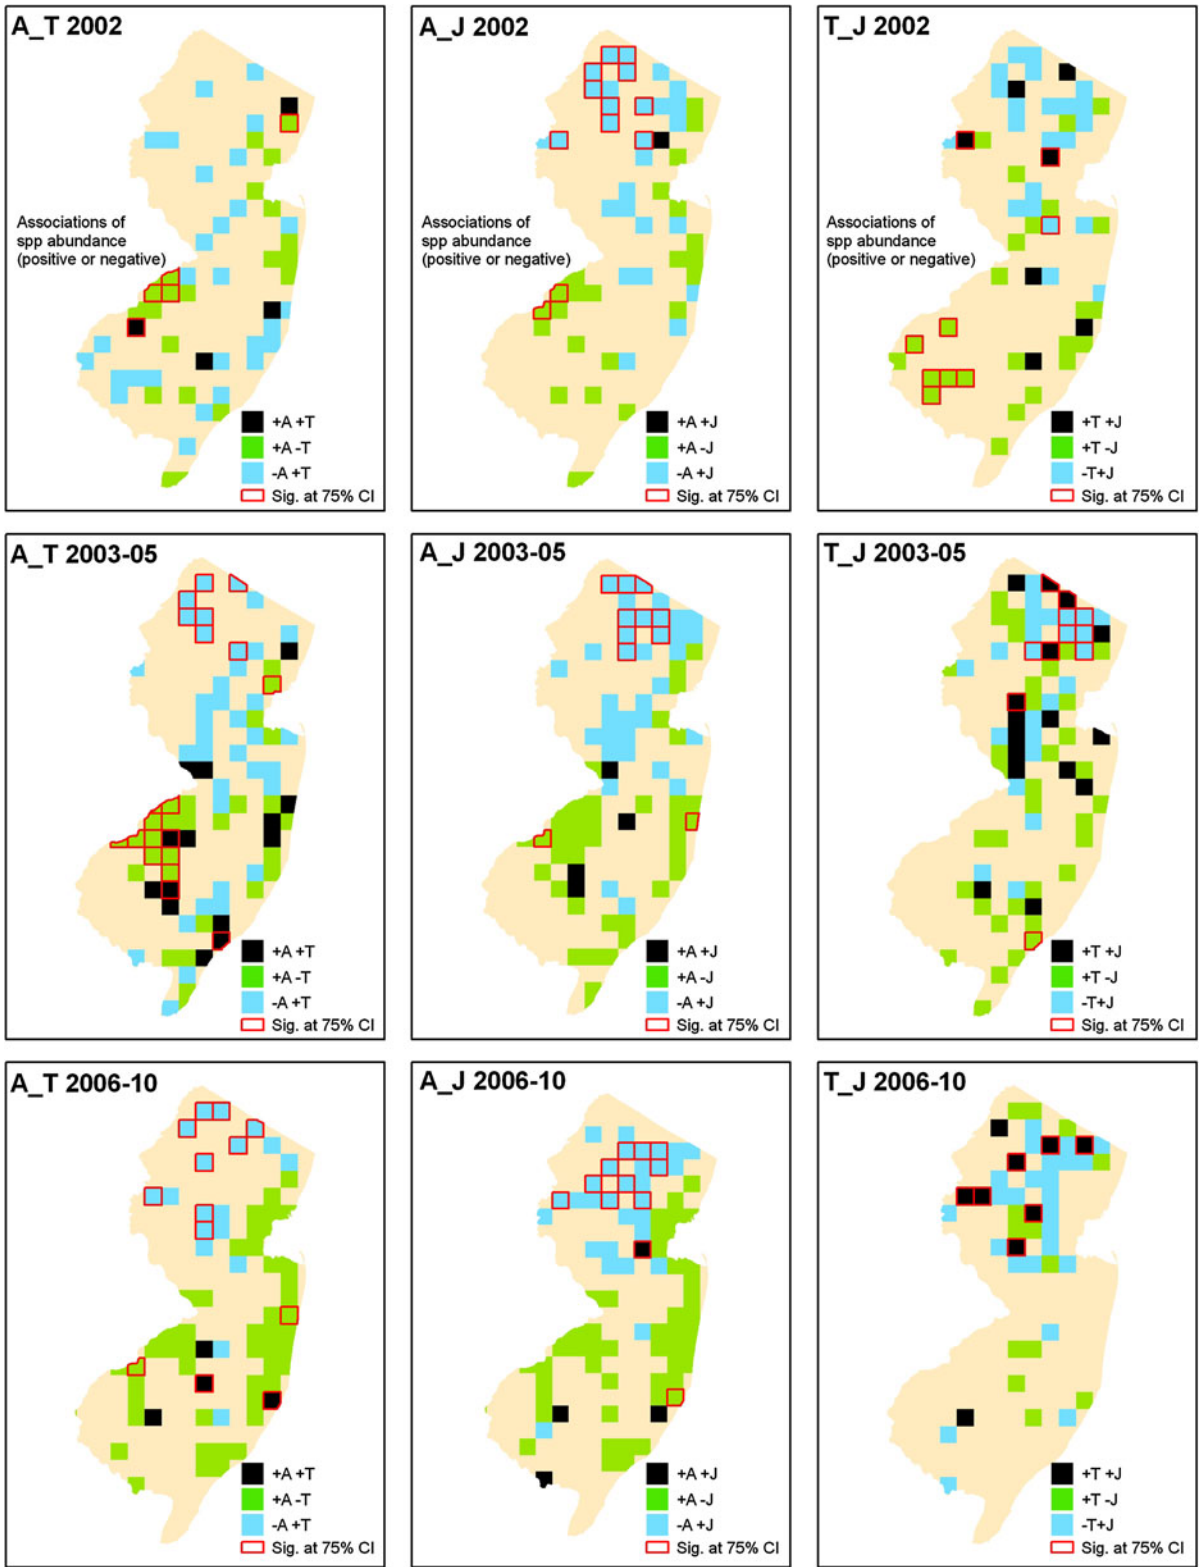 A_T 2002
Associations of
spp abundance
(positive or negative)
+A +T
+A -T
-A +T
Sig. at 75% CI
A_J 2002
Associations of
spp abundance
(positive or negative)
+A +J
+A -J
-A +J
Sig. at 75% CI
T_J 2002
Associations of
spp abundance
(positive or negative)
+T +J
+T -J
-T+J
Sig. at 75% CI
A_T 2003-05
+A +T
+A -T
-A +T
Sig. at 75% CI
A_J 2003-05
+A +J
+A -J
-A +J
Sig. at 75% CI
T_J 2003-05
+T +J
+T -J
-T+J
Sig. at 75% CI
A_T 2006-10
+A +T
+A -T
-A +T
Sig. at 75% CI
A_J 2006-10
+A +J
+A -J
-A +J
Sig. at 75% CI
T_J 2006-10
+T +J
+T -J
-T+J
Sig. at 75% CI